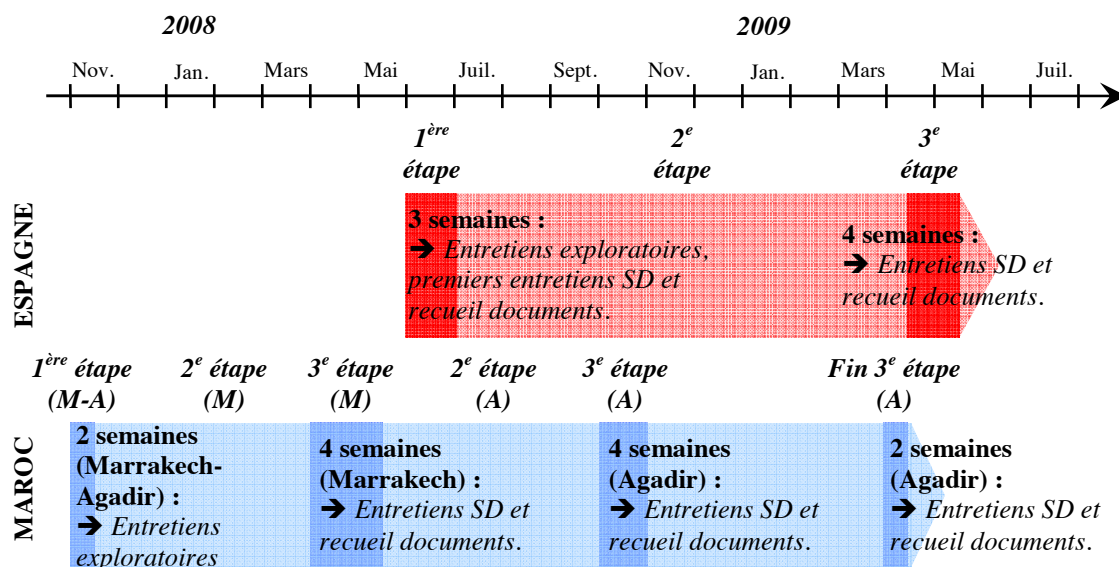 2008
2009
Nov. Jan. Mars Mai Juil. Sept. Nov. Jan. Mars Mai Juil.
1ère étape
2e étape
3e étape
ESPAGNE
3 semaines :
➔ Entretiens exploratoires,
premiers entretiens SD et
recueil documents.
4 semaines :
➔ Entretiens SD et
recueil documents.
1ère étape
(M-A)
2e étape
(M)
3e étape
(M)
2e étape
(A)
3e étape
(A)
Fin 3e étape
(A)
MAROC
2 semaines
(Marrakech-
Agadir) :
➔ Entretiens
exploratoires
4 semaines
(Marrakech) :
➔ Entretiens SD et
recueil documents.
4 semaines
(Agadir) :
➔ Entretiens SD et
recueil documents.
2 semaines
(Agadir) :
➔ Entretiens SD et
recueil documents.